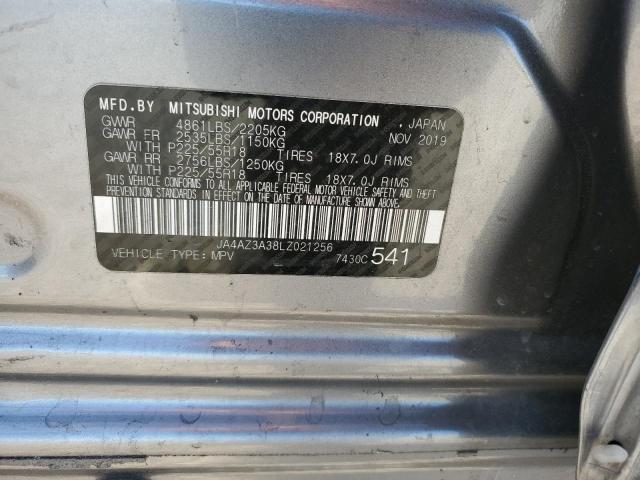 MFD.BY MITSUBISHI MOTORS CORPORATION . JAPAN
GVWR 4861LBS/2205KG NOV 2019
GAWR FR 2535LBS/1150KG
WITH P225/55R18 TIRES 18X7.0J RIMS
GAWR RR 2756LBS/1250KG
WITH P225/55R18 TIRES 18X7.0J RIMS
THIS VEHICLE CONFORMS TO ALL APPLICABLE FEDERAL MOTOR VEHICLE SAFETY AND THEFT
PREVENTION STANDARDS IN EFFECT ON THE DATE OF MANUFACTURE SHOWN ABOVE.
JA4AZ3A38LZ021256
VEHICLE TYPE: MPV 7430C 541